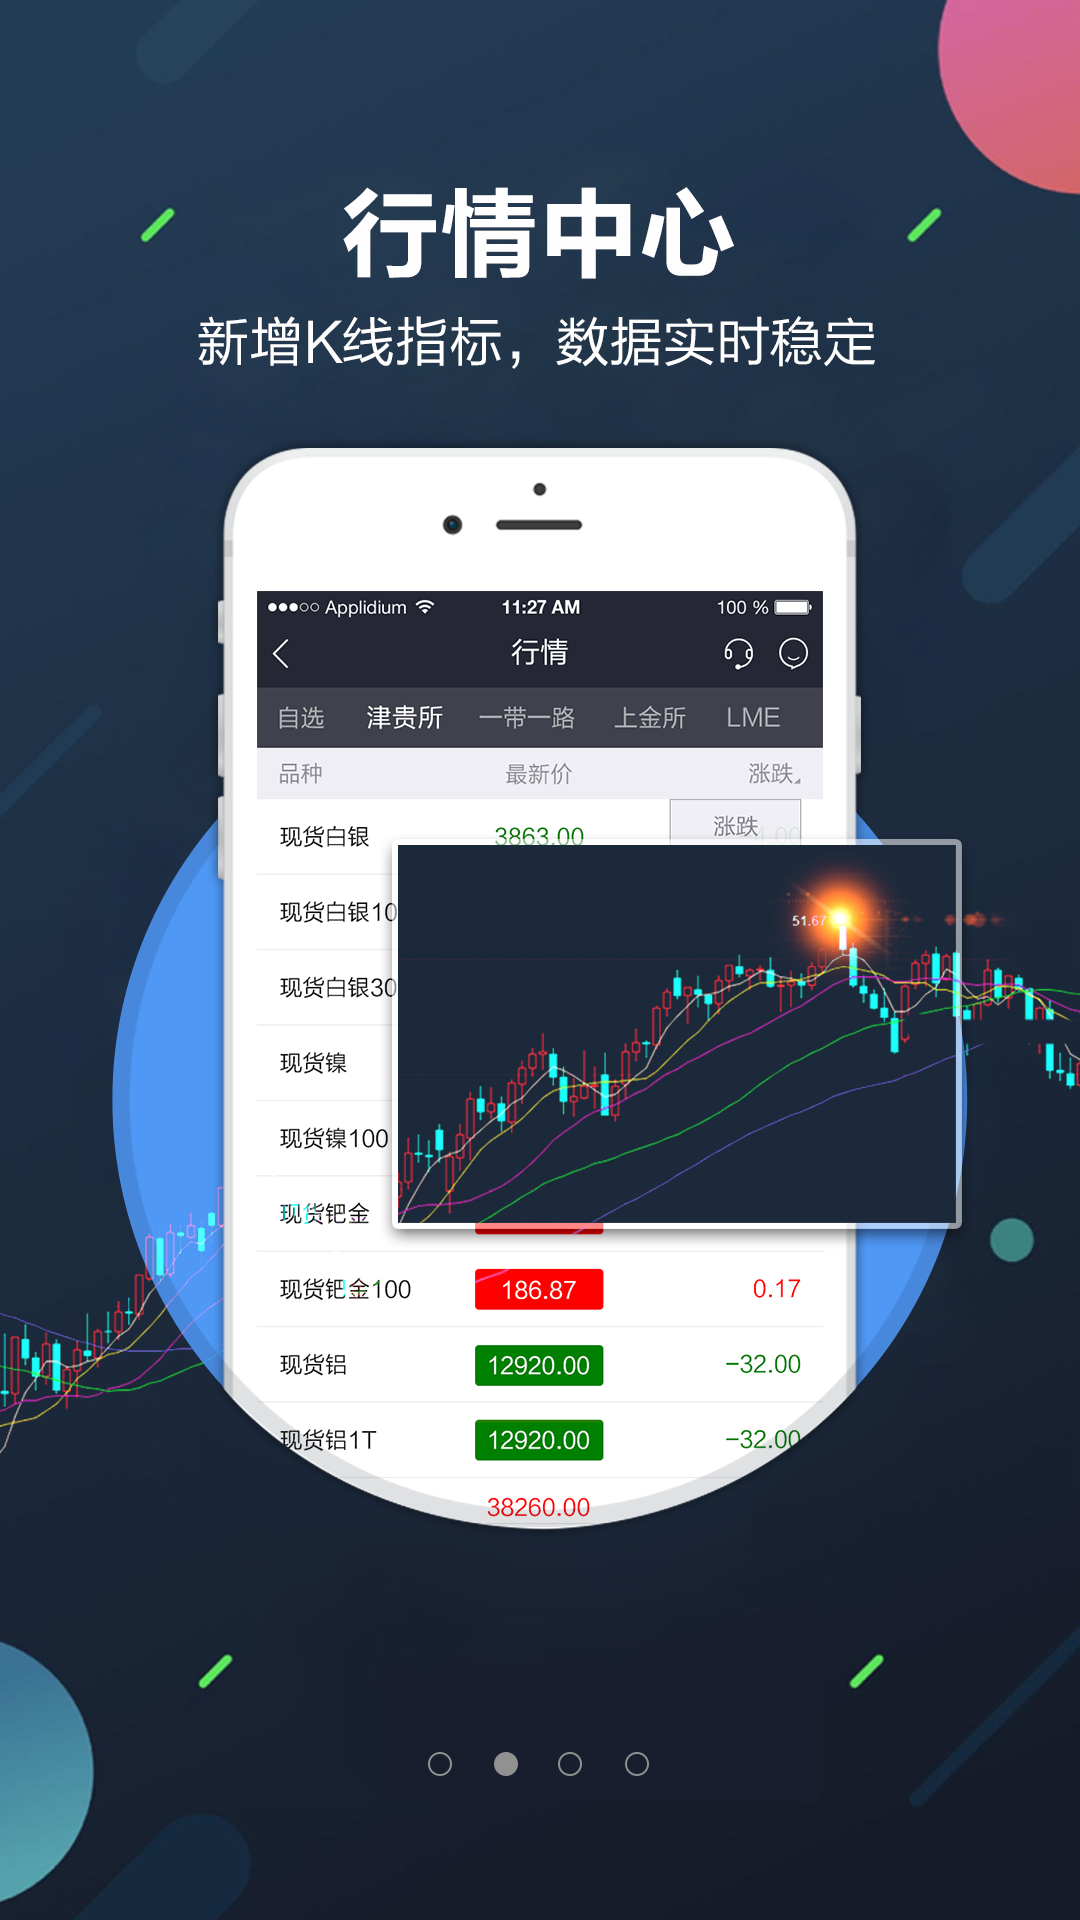 行情中心
新增K线指标，数据实时稳定
Applidium 11:27 AM 100 %
行情
自选 津贵所 一带一路 上金所 LME
品种 最新价 涨跌
涨跌
现货白银 3863.00
51.67
现货白银10
现货白银30
现货镍
现货镍100
现货钯金
现货钯金100 186.87 0.17
现货铝 12920.00 -32.00
现货铝1T 12920.00 -32.00
38260.00